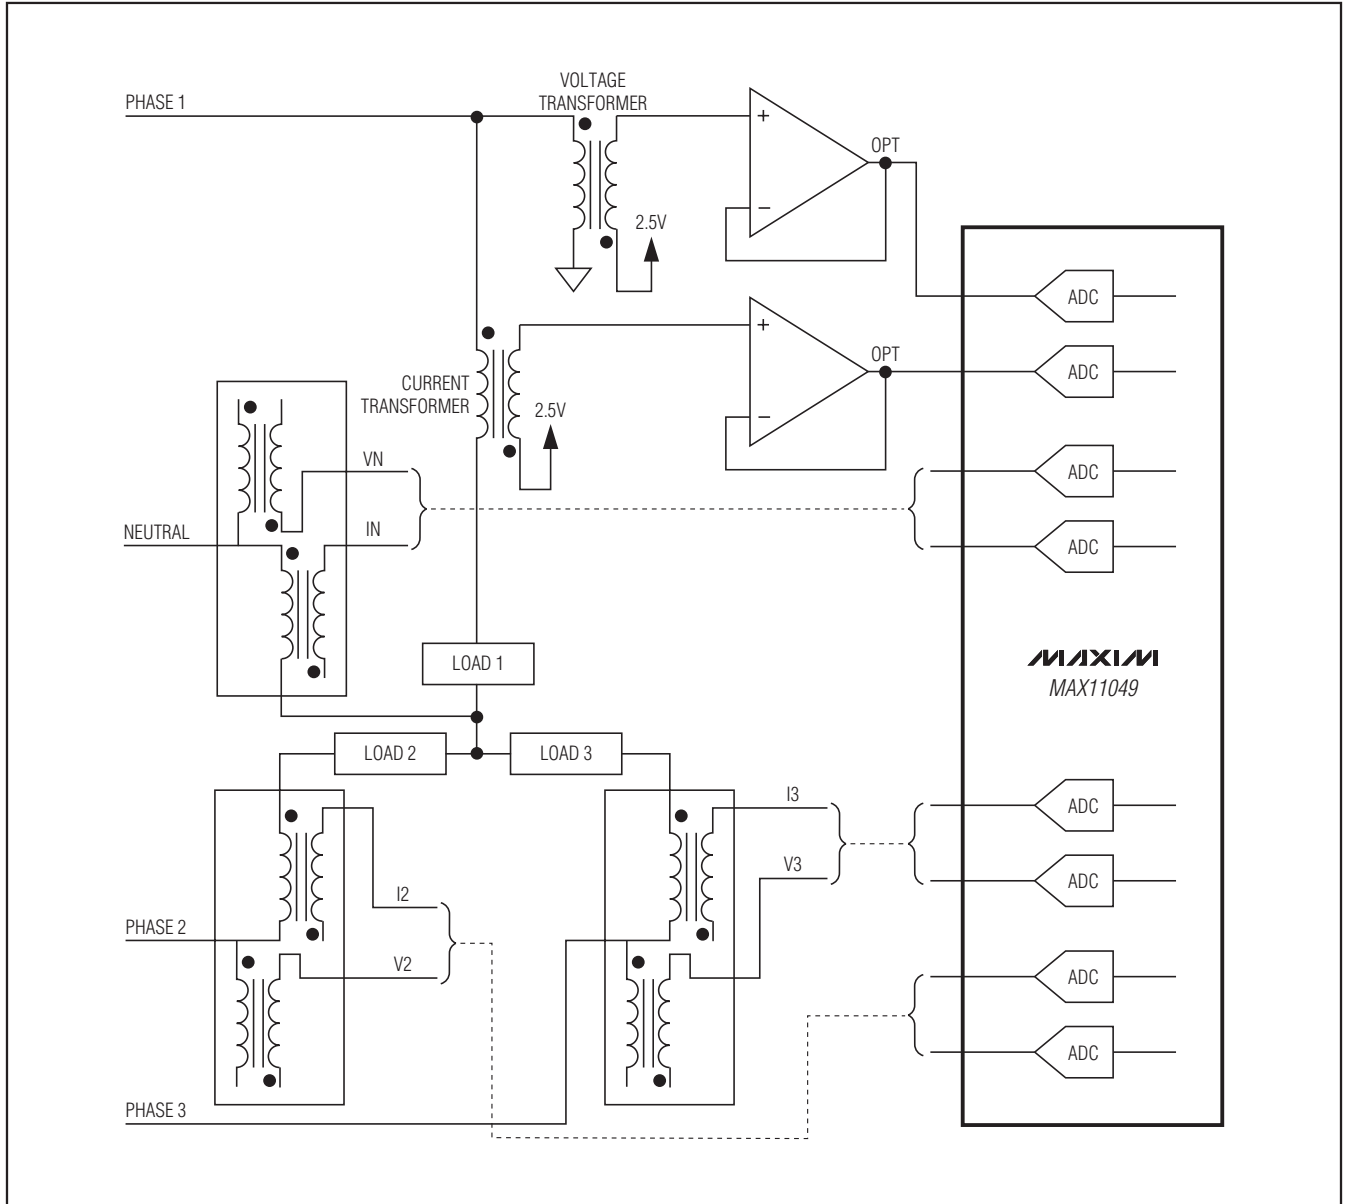 VOLTAGE
TRANSFORMER
PHASE 1
+
OPT
−
2.5V
ADC
+
OPT
ADC
CURRENT
TRANSFORMER
2.5V
−
VN
ADC
NEUTRAL
IN
ADC
LOAD 1
MAXIM
MAX11049
LOAD 2
LOAD 3
I3
ADC
V3
ADC
I2
PHASE 2
V2
ADC
ADC
PHASE 3